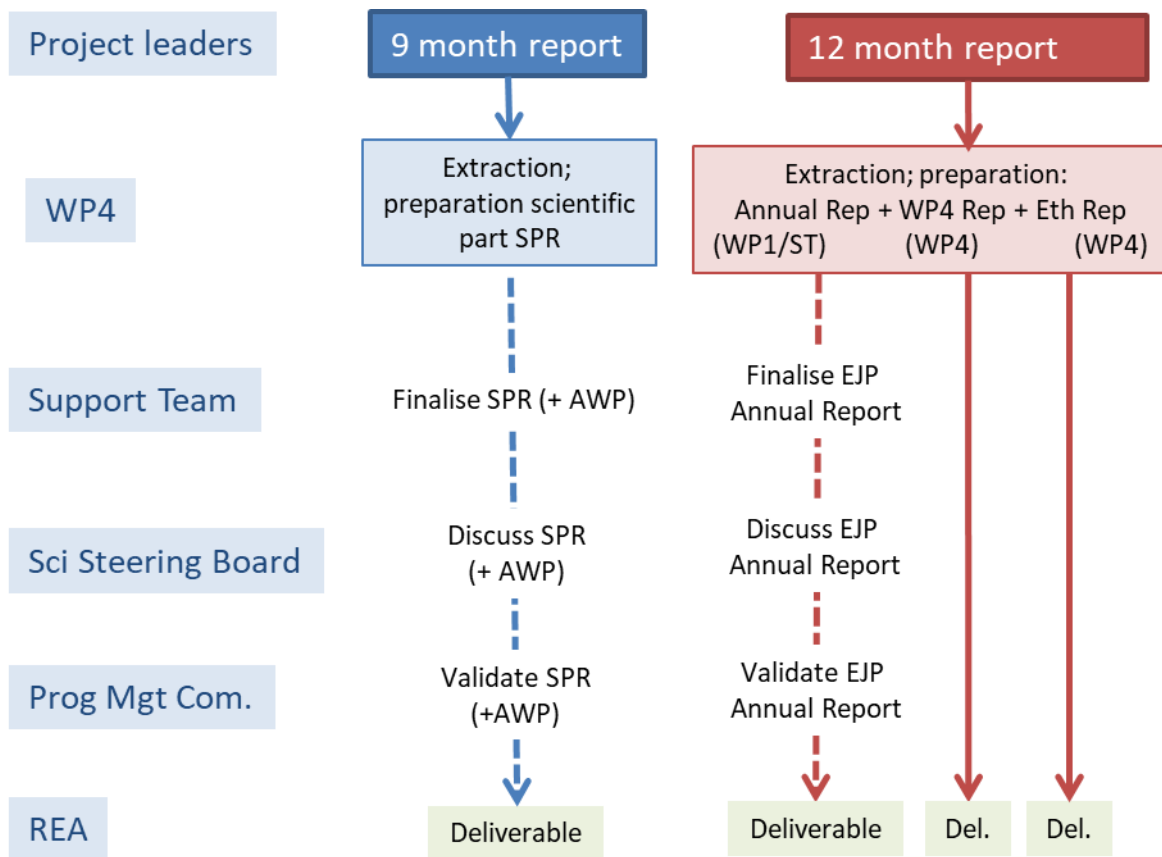 Project leaders
9 month report
12 month report
WP4
Extraction;
preparation scientific
part SPR
Extraction; preparation:
Annual Rep + WP4 Rep + Eth Rep
(WP1/ST) (WP4) (WP4)
Support Team
Finalise SPR (+ AWP)
Finalise EJP
Annual Report
Sci Steering Board
Discuss SPR
(+ AWP)
Discuss EJP
Annual Report
Prog Mgt Com.
Validate SPR
(+AWP)
Validate EJP
Annual Report
REA
Deliverable
Deliverable
Del.
Del.